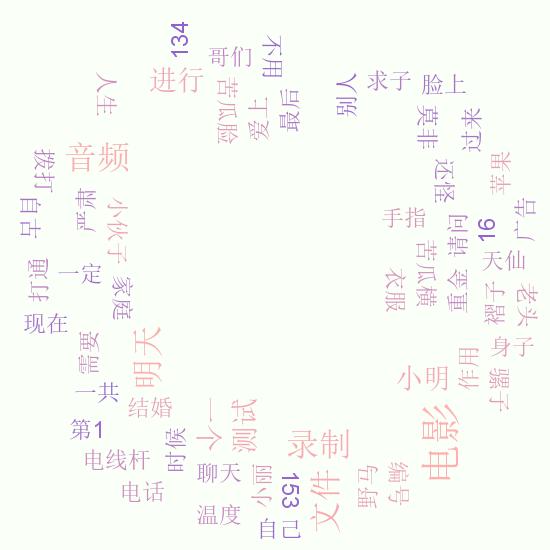 134
哥们
不用
进行
苦瓜脸
爱上
最后
别人
求子
脸上
人生
莫非
过来
音频
拨打
还怪
苹果
早早
严肃
小伙子
手指
请问
16
广告
打通
一定
家庭
衣服
苦瓜横
重金
天仙
现在
褶子
老头
需要
明天
身子
一共
结婚
小明
作用
骡子
第1
一个
测试
录制
电影
电线杆
时候
聊天
小丽
153
文件
野马
编号
电话
温度
自己